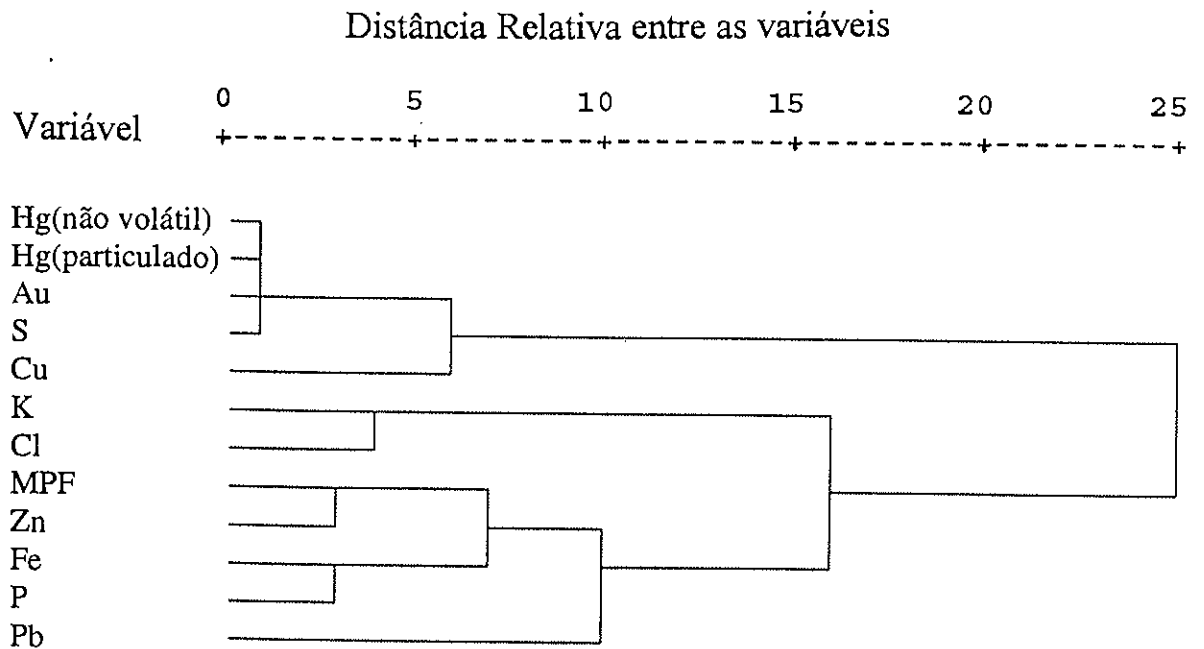 Distância Relativa entre as variáveis
0 5 10 15 20 25
Variável +---------+---------+---------+---------+---------+
Hg(não volátil)
Hg(particulado)
Au
S
Cu
K
Cl
MPF
Zn
Fe
P
Pb